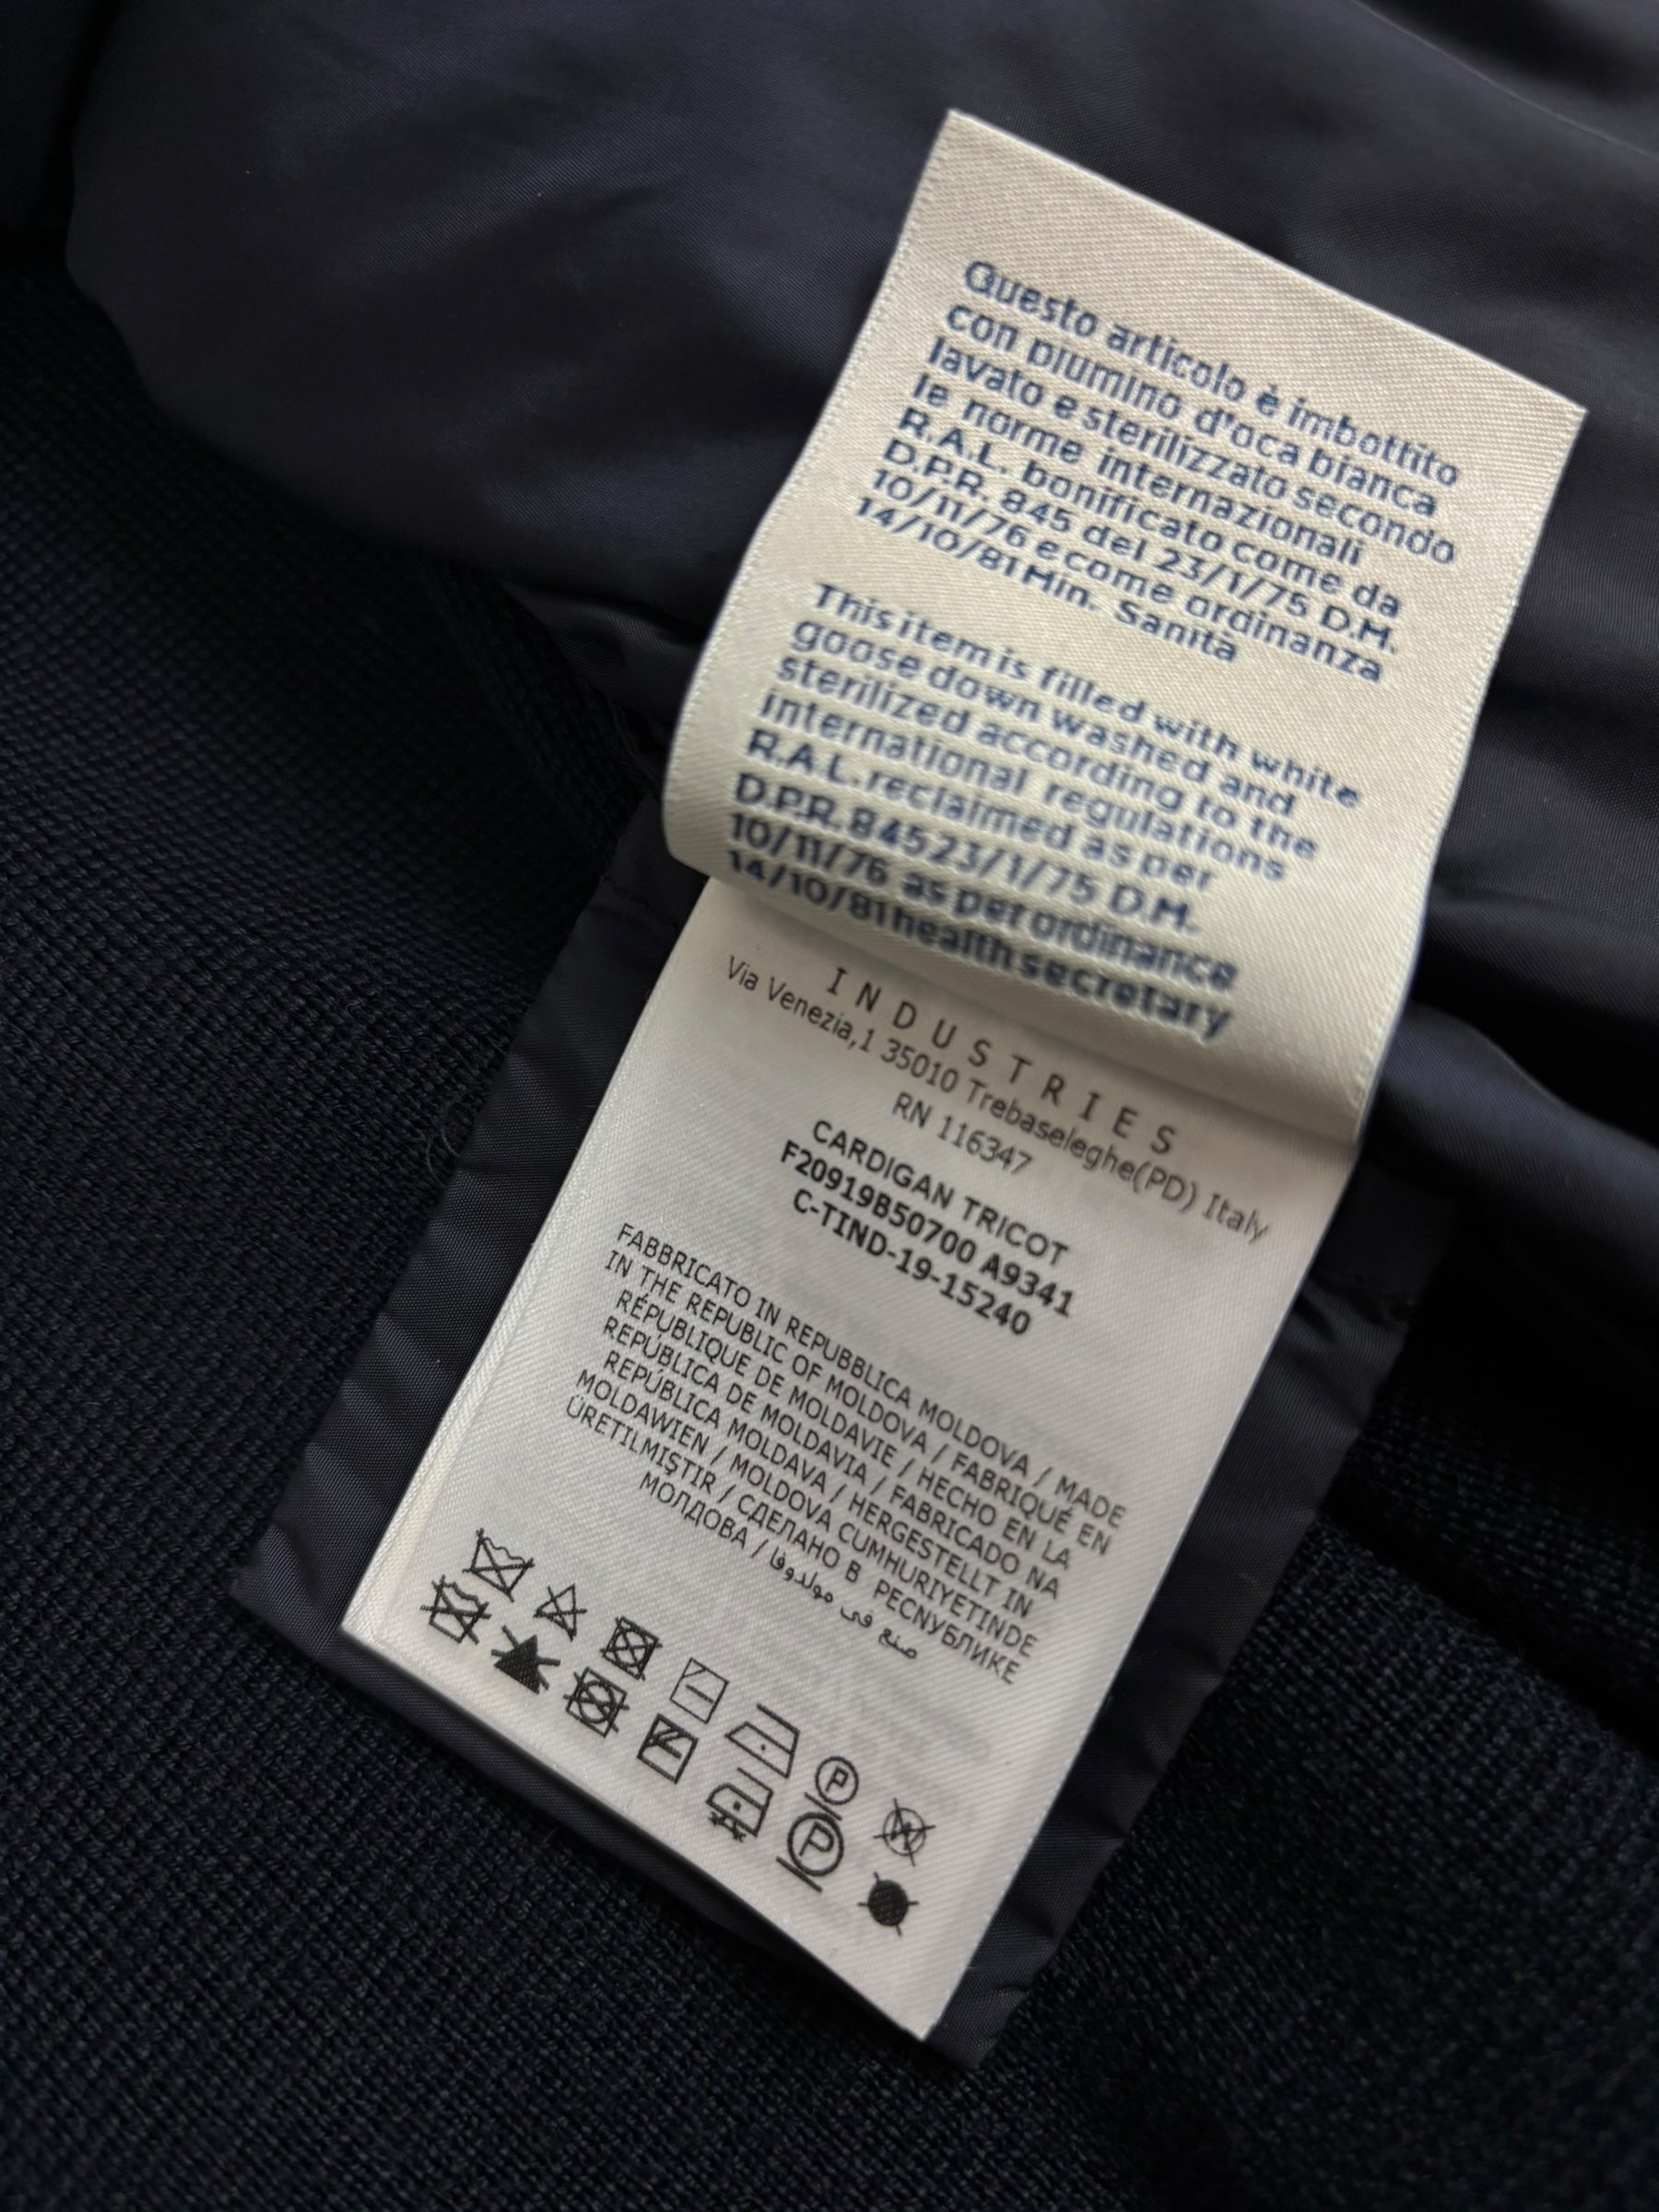 Questo articolo è imbottito
con piumino d'oca bianca
lavato e sterilizzato secondo
le norme internazionali
R.A.L. bonificato come da
D.P.R. 845 del 23/1/75 D.M.
10/11/76 e come ordinanza
14/10/81 Min. Sanità
This item is filled with white
goose down washed and
sterilized according to the
international regulations
R.A.L. reclaimed as per
D.P.R. 845 23/1/75 D.M.
10/11/76 as per ordinance
14/10/81 health secretary
INDUSTRIES
Via Venezia,1 35010 Trebaseleghe(PD) Italy
RN 116347
CARDIGAN TRICOT
F20919B50700 A9341
C-TIND-19-15240
FABBRICATO IN REPUBBLICA MOLDOVA / MADE
IN THE REPUBLIC OF MOLDOVA / FABRIQUÉ EN
RÉPUBLIQUE DE MOLDAVIE / HECHO EN LA
REPÚBLICA DE MOLDAVIA / FABRICADO NA
REPÚBLICA MOLDAVA / HERGESTELLT IN
MOLDAWIEN / MOLDOVA CUMHURIYETINDE
ÜRETILMIŞTIR / СДЕЛАНО В РЕСПУБЛИКЕ
МОЛДОВА / صنع في مولدوفا
P
W
P